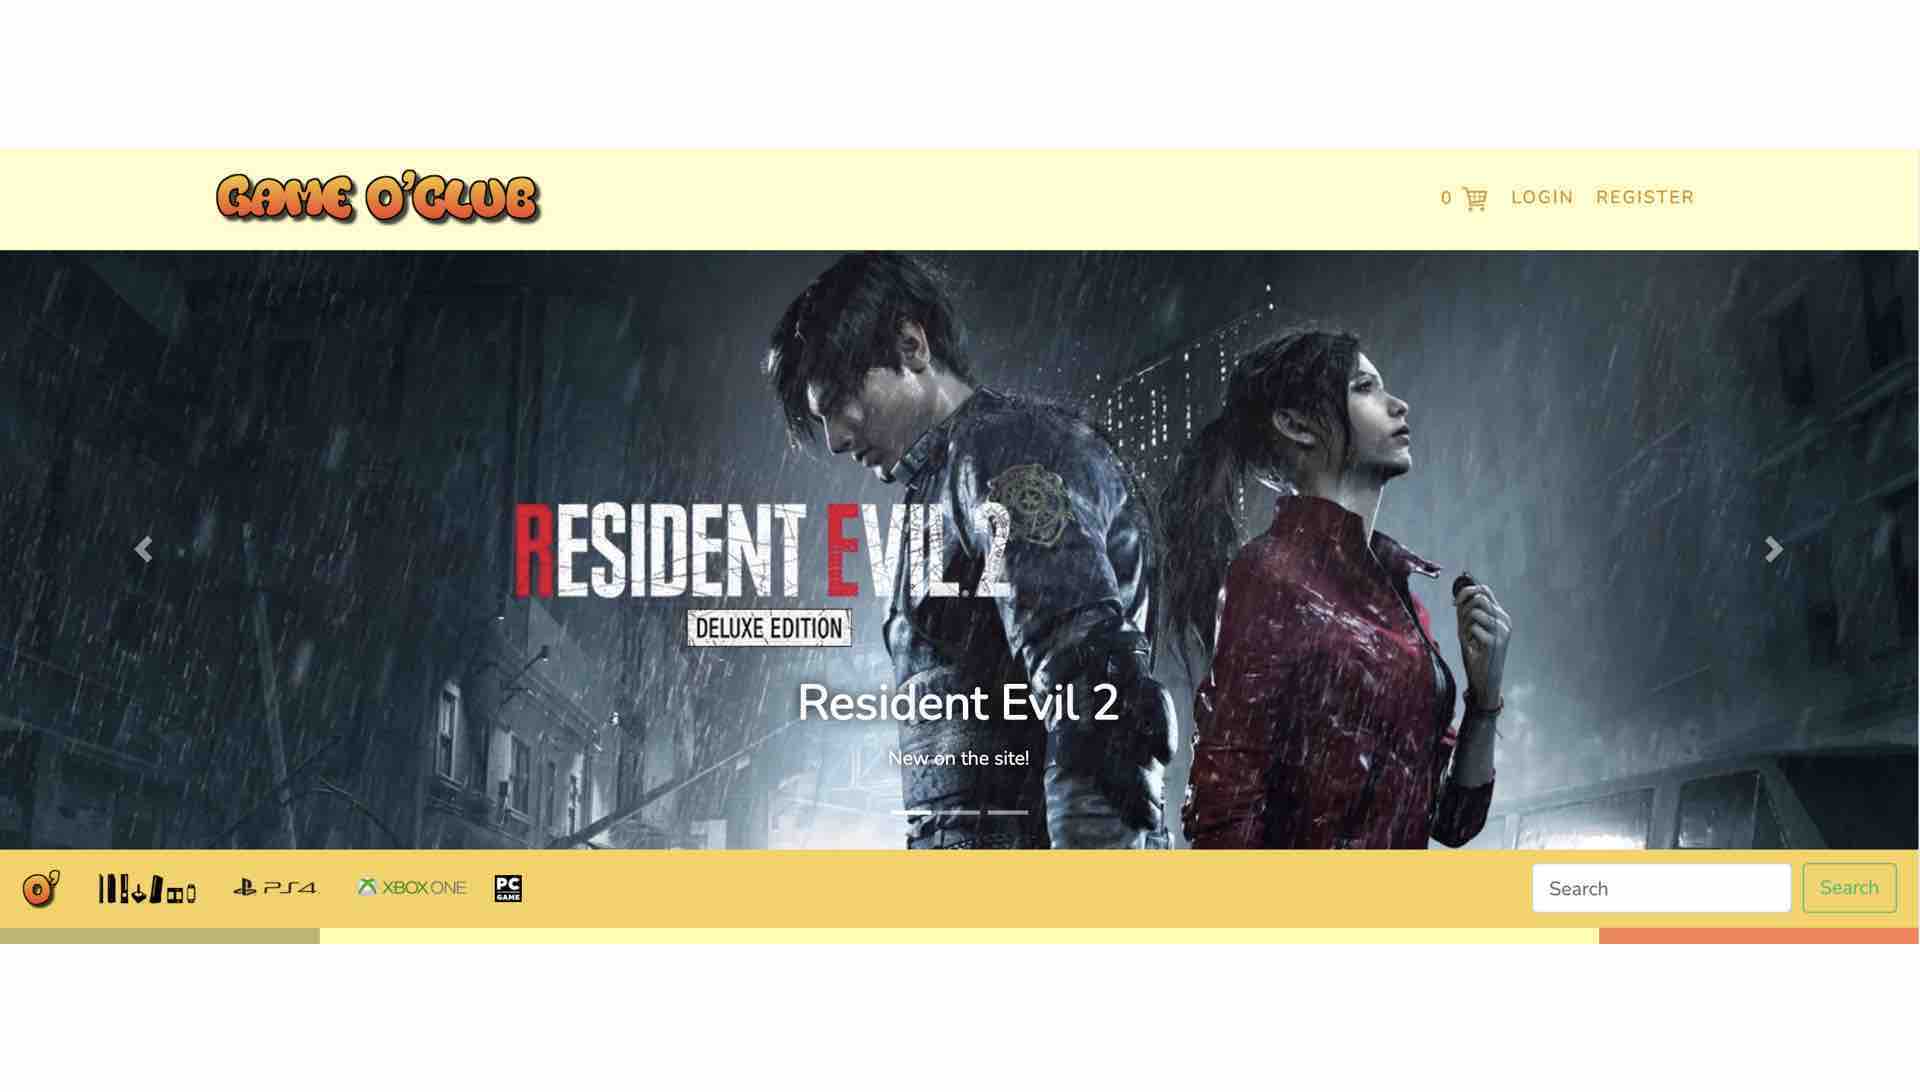 GAME O'CLUB
0 LOGIN REGISTER
RESIDENT EVIL.2
DELUXE EDITION
Resident Evil 2
New on the site!
PS4 XBOX ONE PC GAME Search Search